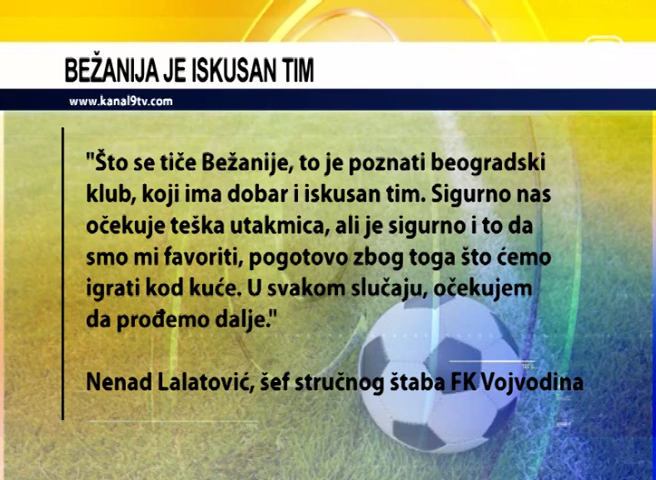 BEŽANIJA JE ISKUSAN TIM
www.kanal9tv.com
"Što se tiče Bežanije, to je poznati beogradski
klub, koji ima dobar i iskusan tim. Sigurno nas
očekuje teška utakmica, ali je sigurno i to da
smo mi favoriti, pogotovo zbog toga što ćemo
igrati kod kuće. U svakom slučaju, očekujem
da prođemo dalje."
Nenad Lalatović, šef stručnog štaba FK Vojvodina